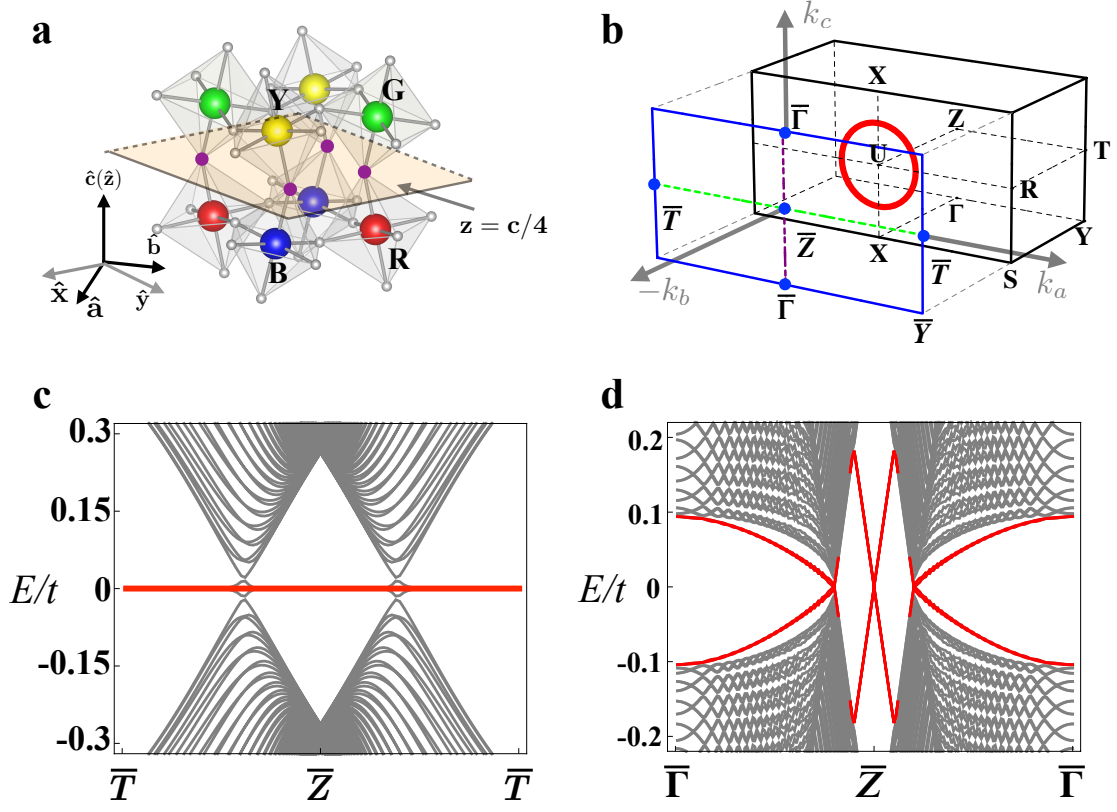 a
Y
G
ĉ(ẑ)
b̂
x̂
â
ŷ
B
R
z = c/4
b
k_c
X
Γ̅
Z
T
U
R
Γ
T̅
Z̅
X
T̅
Y
S
−k_b
k_a
Γ̅
Y̅
c
0.3
0.15
E/t 0
-0.15
-0.3
T̅ Z̅ T̅
d
0.2
0.1
E/t 0
-0.1
-0.2
Γ̅ Z̅ Γ̅